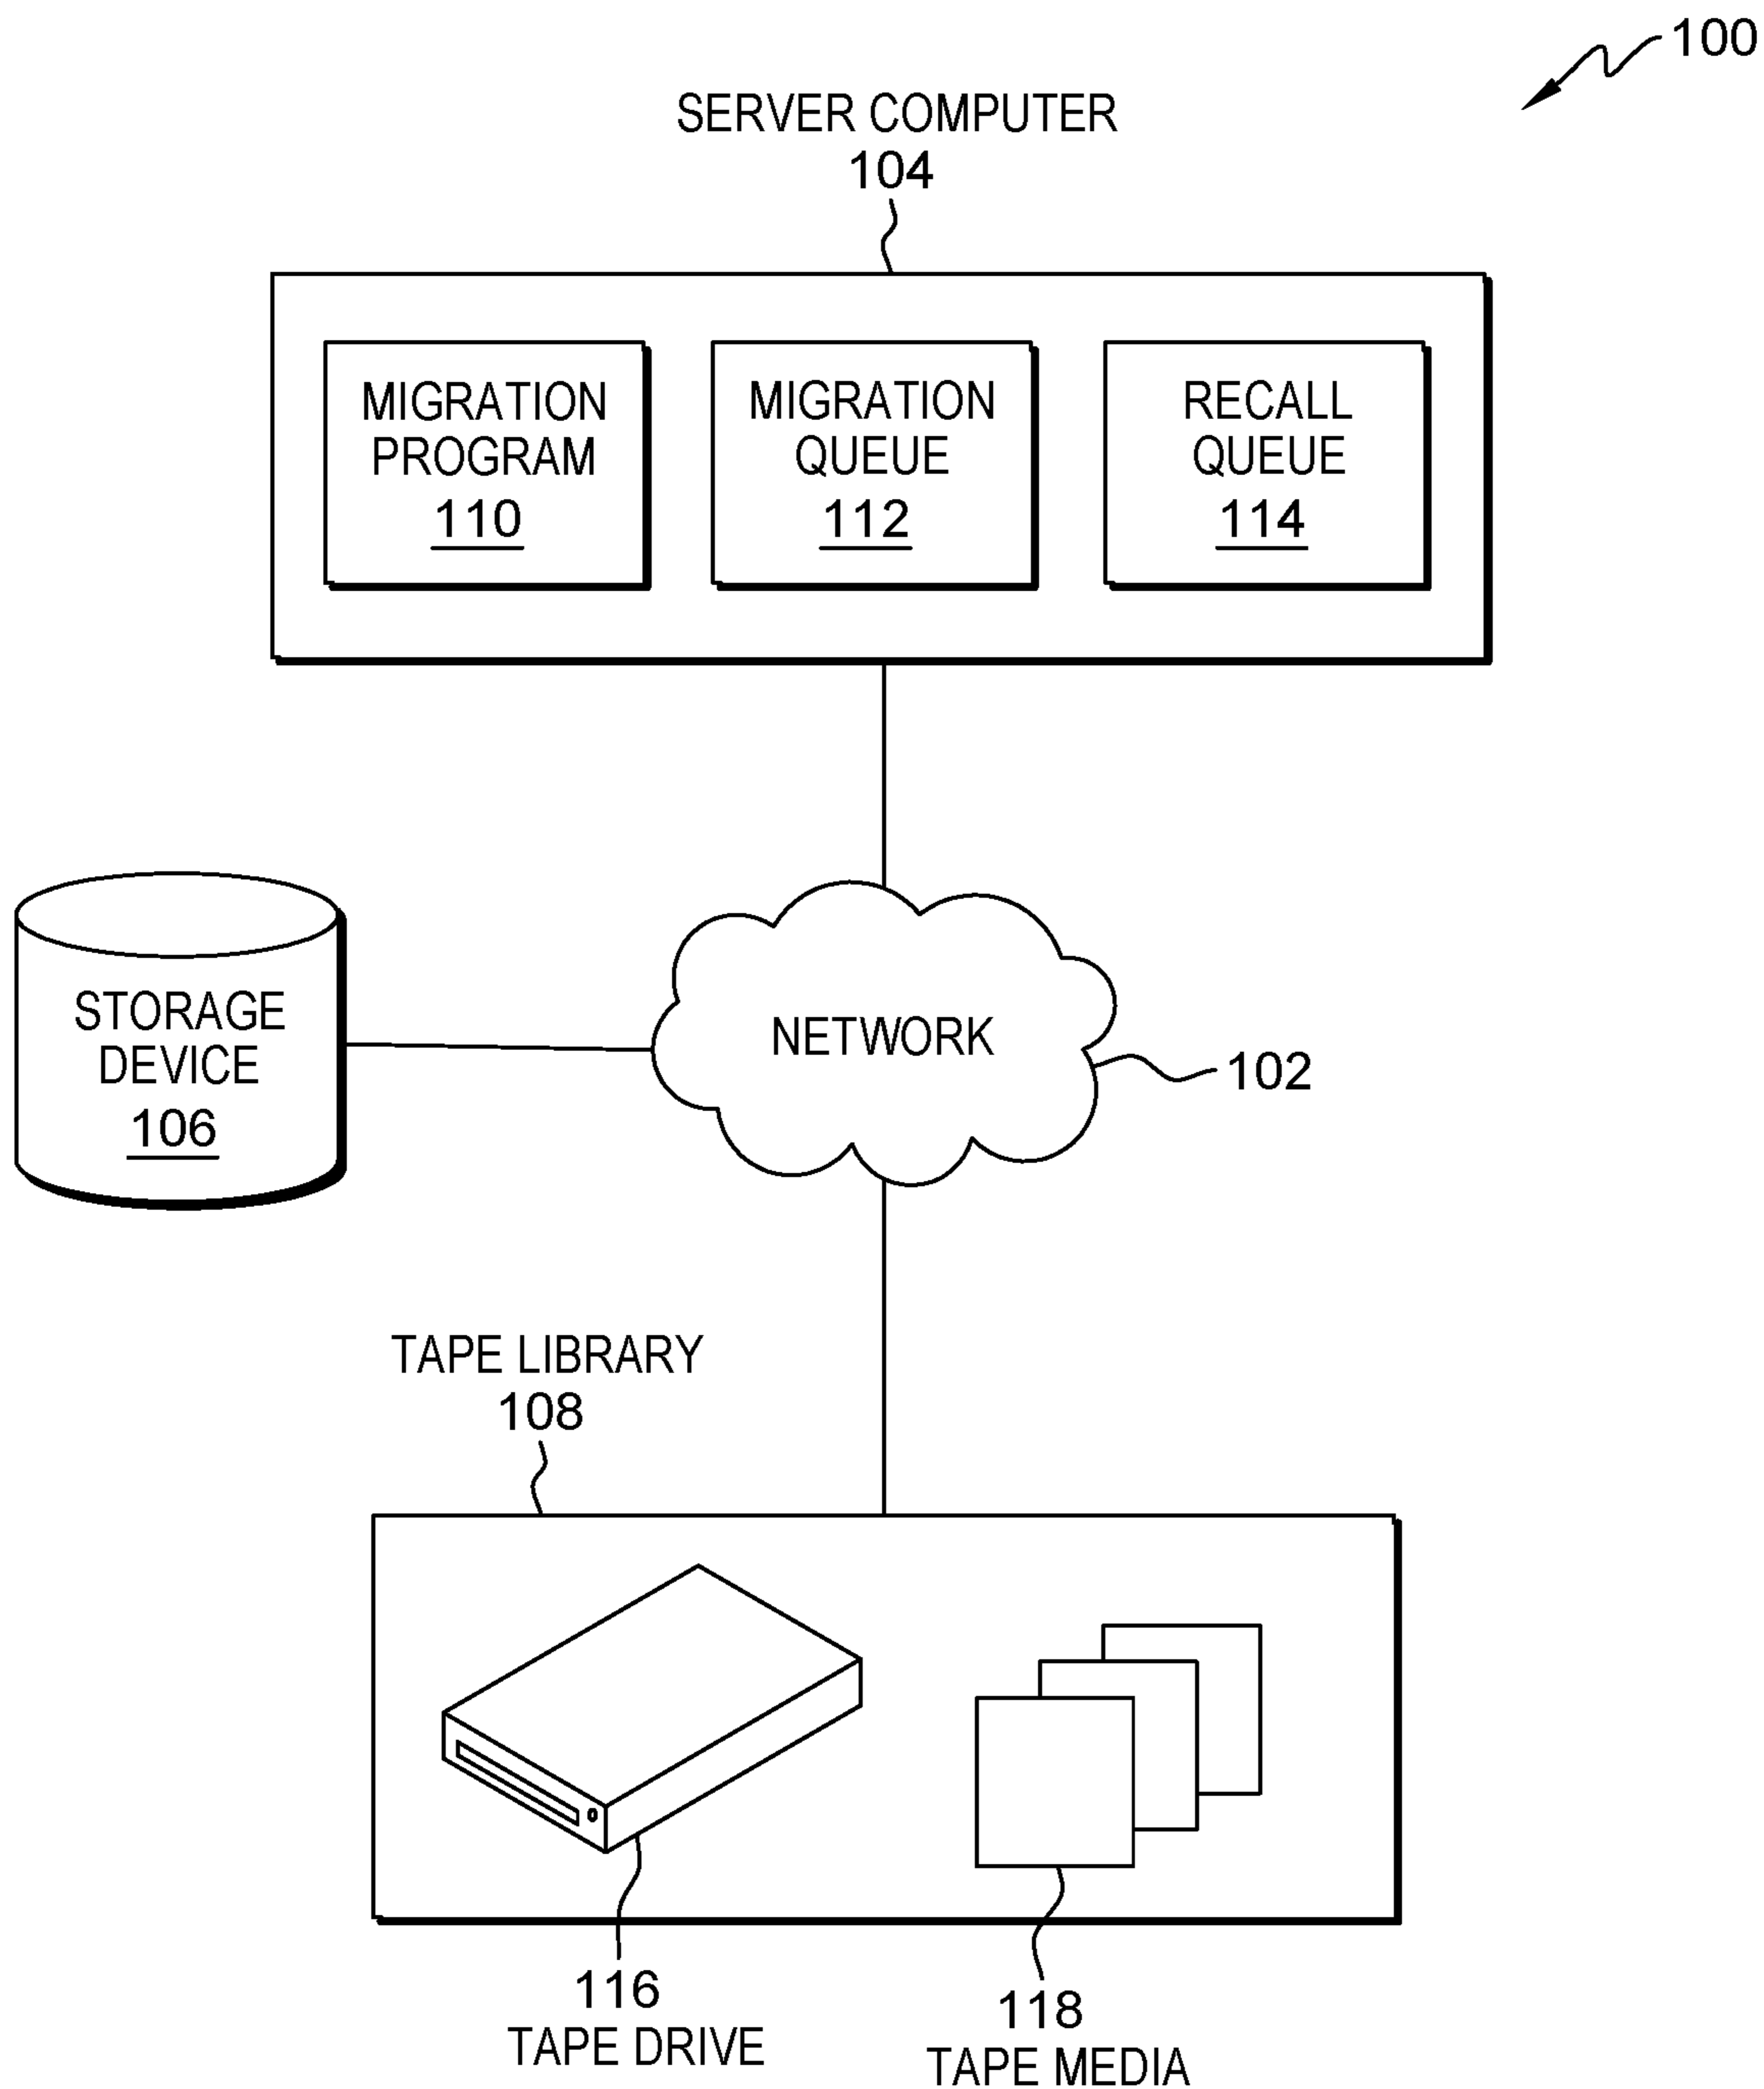 100
SERVER COMPUTER
104
MIGRATION
PROGRAM
110
MIGRATION
QUEUE
112
RECALL
QUEUE
114
STORAGE
DEVICE
106
NETWORK
102
TAPE LIBRARY
108
116
TAPE DRIVE
118
TAPE MEDIA